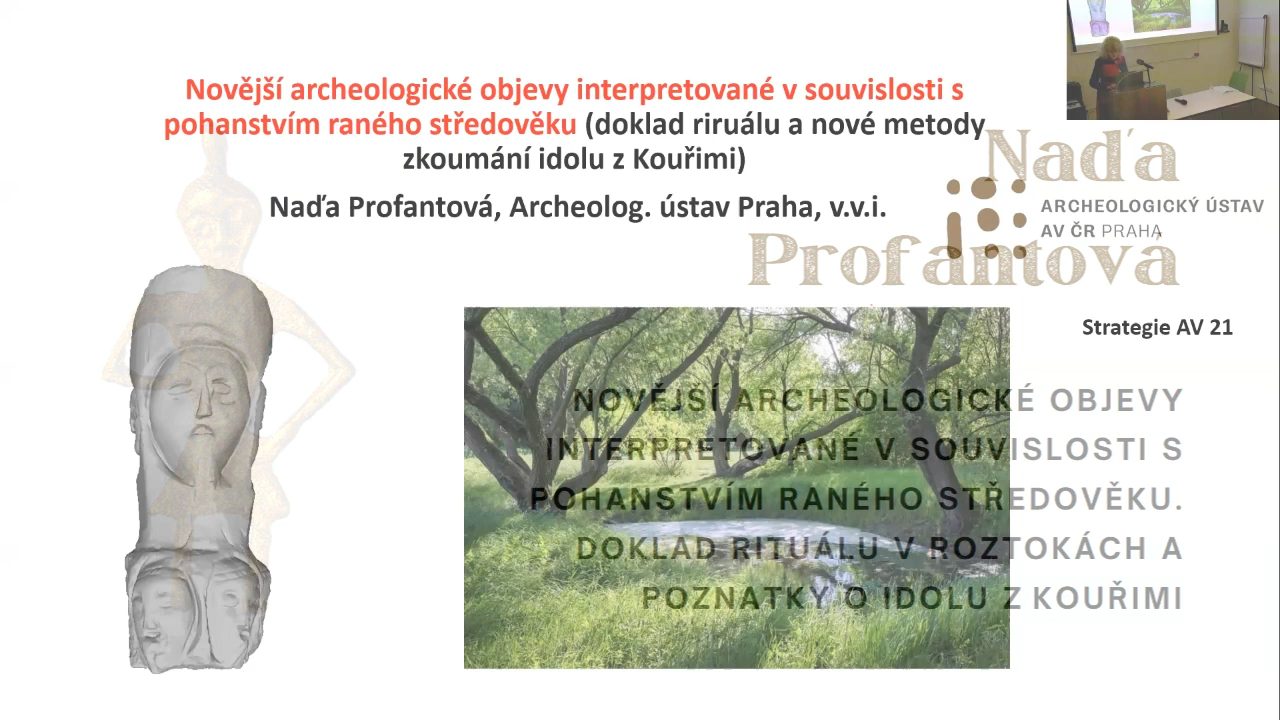 Novější archeologické objevy interpretované v souvislosti s
pohanstvím raného středověku (doklad riruálu a nové metody
zkoumání idolu z Kouřimi)
Naďa Profantová, Archeolog. ústav Praha, v.v.i.
Naďa
Profantová
ARCHEOLOGICKÝ ÚSTAV
AV ČR PRAHA
Strategie AV 21
NOVĚJŠÍ ARCHEOLOGICKÉ OBJEVY
INTERPRETOVANÉ V SOUVISLOSTI S
POHANSTVÍM RANÉHO STŘEDOVĚKU.
DOKLAD RITUÁLU V ROZTOKÁCH A
POZNATKY O IDOLU Z KOUŘIMI